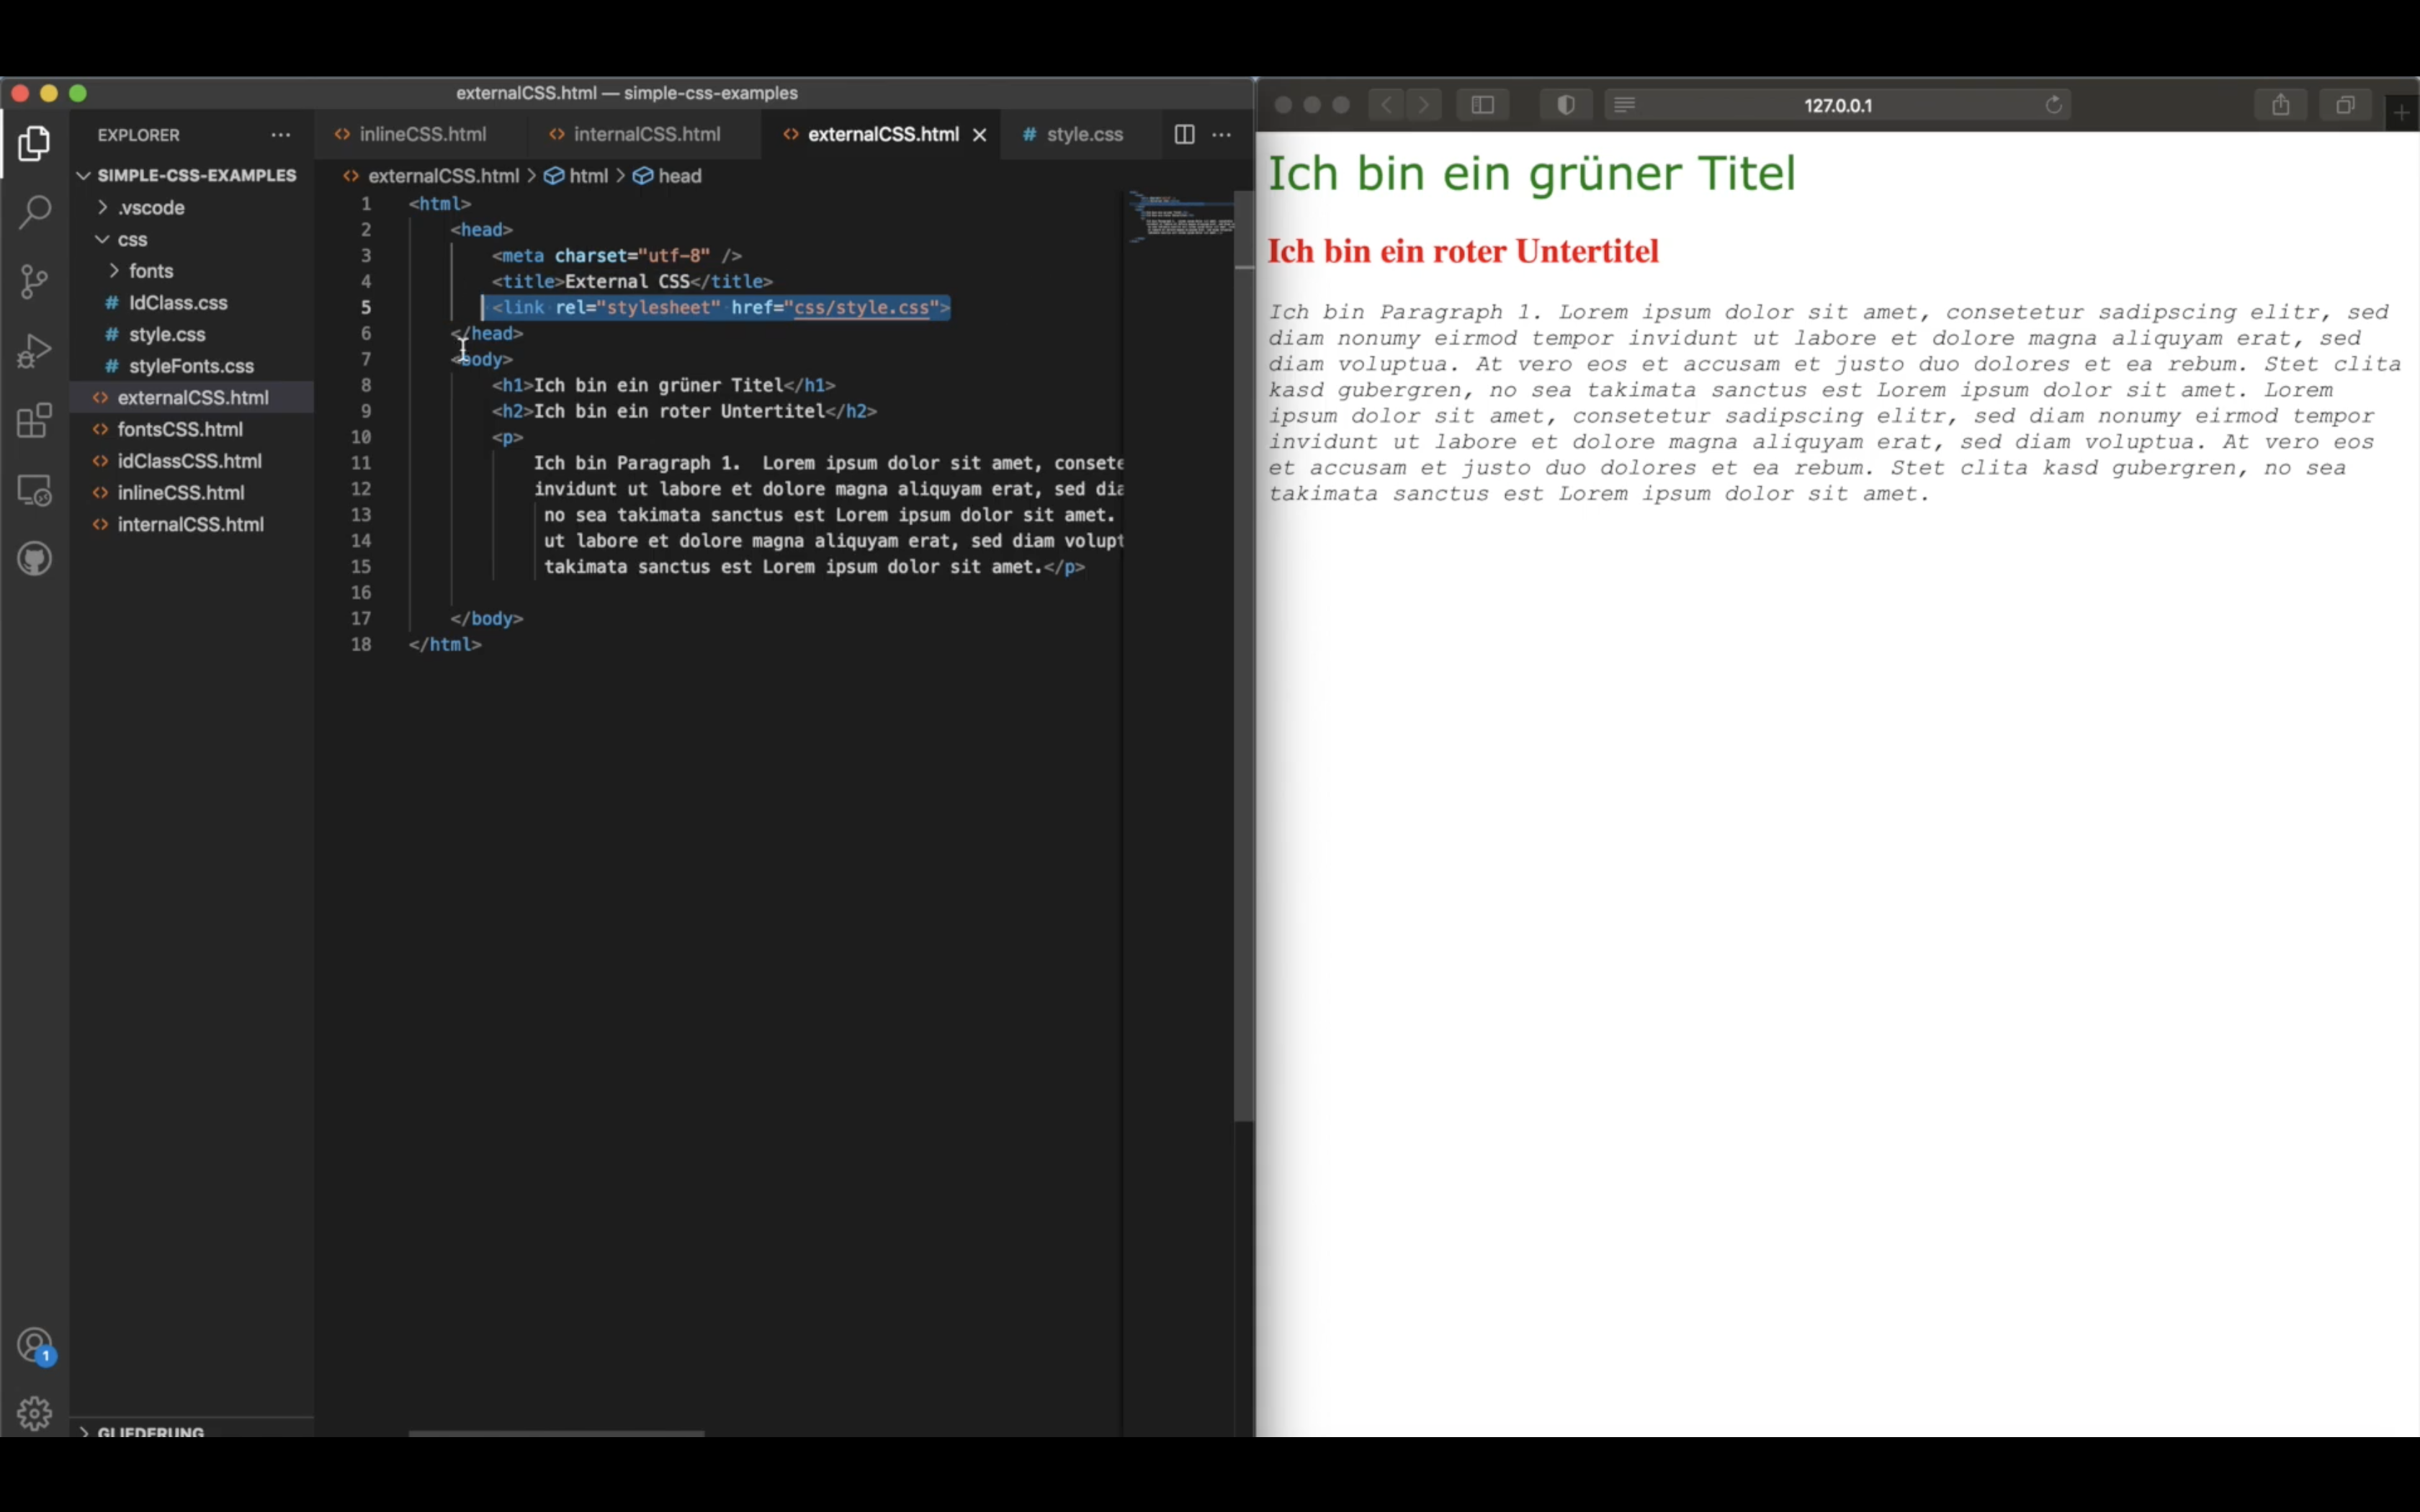 externalCSS.html — simple-css-examples
EXPLORER
SIMPLE-CSS-EXAMPLES
.vscode
css
fonts
# IdClass.css
# style.css
# styleFonts.css
<> externalCSS.html
<> fontsCSS.html
<> idClassCSS.html
<> inlineCSS.html
<> internalCSS.html
1
GLIEDERUNG
<> inlineCSS.html <> internalCSS.html <> externalCSS.html # style.css
<> externalCSS.html > html > head
1 <html>
2 <head>
3 <meta charset="utf-8" />
4 <title>External CSS</title>
5 <link rel="stylesheet" href="css/style.css">
6 </head>
7 <body>
8 <h1>Ich bin ein grüner Titel</h1>
9 <h2>Ich bin ein roter Untertitel</h2>
10 <p>
11 Ich bin Paragraph 1. Lorem ipsum dolor sit amet, consete
12 invidunt ut labore et dolore magna aliquyam erat, sed dia
13 no sea takimata sanctus est Lorem ipsum dolor sit amet.
14 ut labore et dolore magna aliquyam erat, sed diam volupt
15 takimata sanctus est Lorem ipsum dolor sit amet.</p>
16
17 </body>
18 </html>
127.0.0.1
Ich bin ein grüner Titel
Ich bin ein roter Untertitel
Ich bin Paragraph 1. Lorem ipsum dolor sit amet, consetetur sadipscing elitr, sed
diam nonumy eirmod tempor invidunt ut labore et dolore magna aliquyam erat, sed
diam voluptua. At vero eos et accusam et justo duo dolores et ea rebum. Stet clita
kasd gubergren, no sea takimata sanctus est Lorem ipsum dolor sit amet. Lorem
ipsum dolor sit amet, consetetur sadipscing elitr, sed diam nonumy eirmod tempor
invidunt ut labore et dolore magna aliquyam erat, sed diam voluptua. At vero eos
et accusam et justo duo dolores et ea rebum. Stet clita kasd gubergren, no sea
takimata sanctus est Lorem ipsum dolor sit amet.